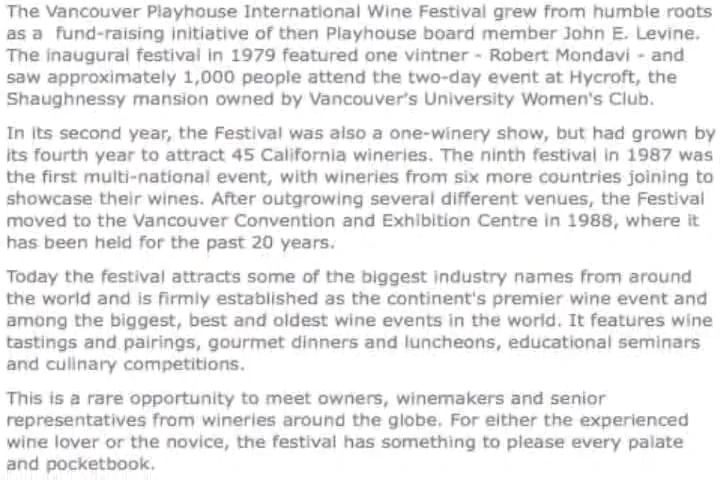 The Vancouver Playhouse International Wine Festival grew from humble roots
as a fund-raising initiative of then Playhouse board member John E. Levine.
The inaugural festival in 1979 featured one vintner - Robert Mondavi - and
saw approximately 1,000 people attend the two-day event at Hycroft, the
Shaughnessy mansion owned by Vancouver's University Women's Club.
In its second year, the Festival was also a one-winery show, but had grown by
its fourth year to attract 45 California wineries. The ninth festival in 1987 was
the first multi-national event, with wineries from six more countries joining to
showcase their wines. After outgrowing several different venues, the Festival
moved to the Vancouver Convention and Exhibition Centre in 1988, where it
has been held for the past 20 years.
Today the festival attracts some of the biggest industry names from around
the world and is firmly established as the continent's premier wine event and
among the biggest, best and oldest wine events in the world. It features wine
tastings and pairings, gourmet dinners and luncheons, educational seminars
and culinary competitions.
This is a rare opportunity to meet owners, winemakers and senior
representatives from wineries around the globe. For either the experienced
wine lover or the novice, the festival has something to please every palate
and pocketbook.